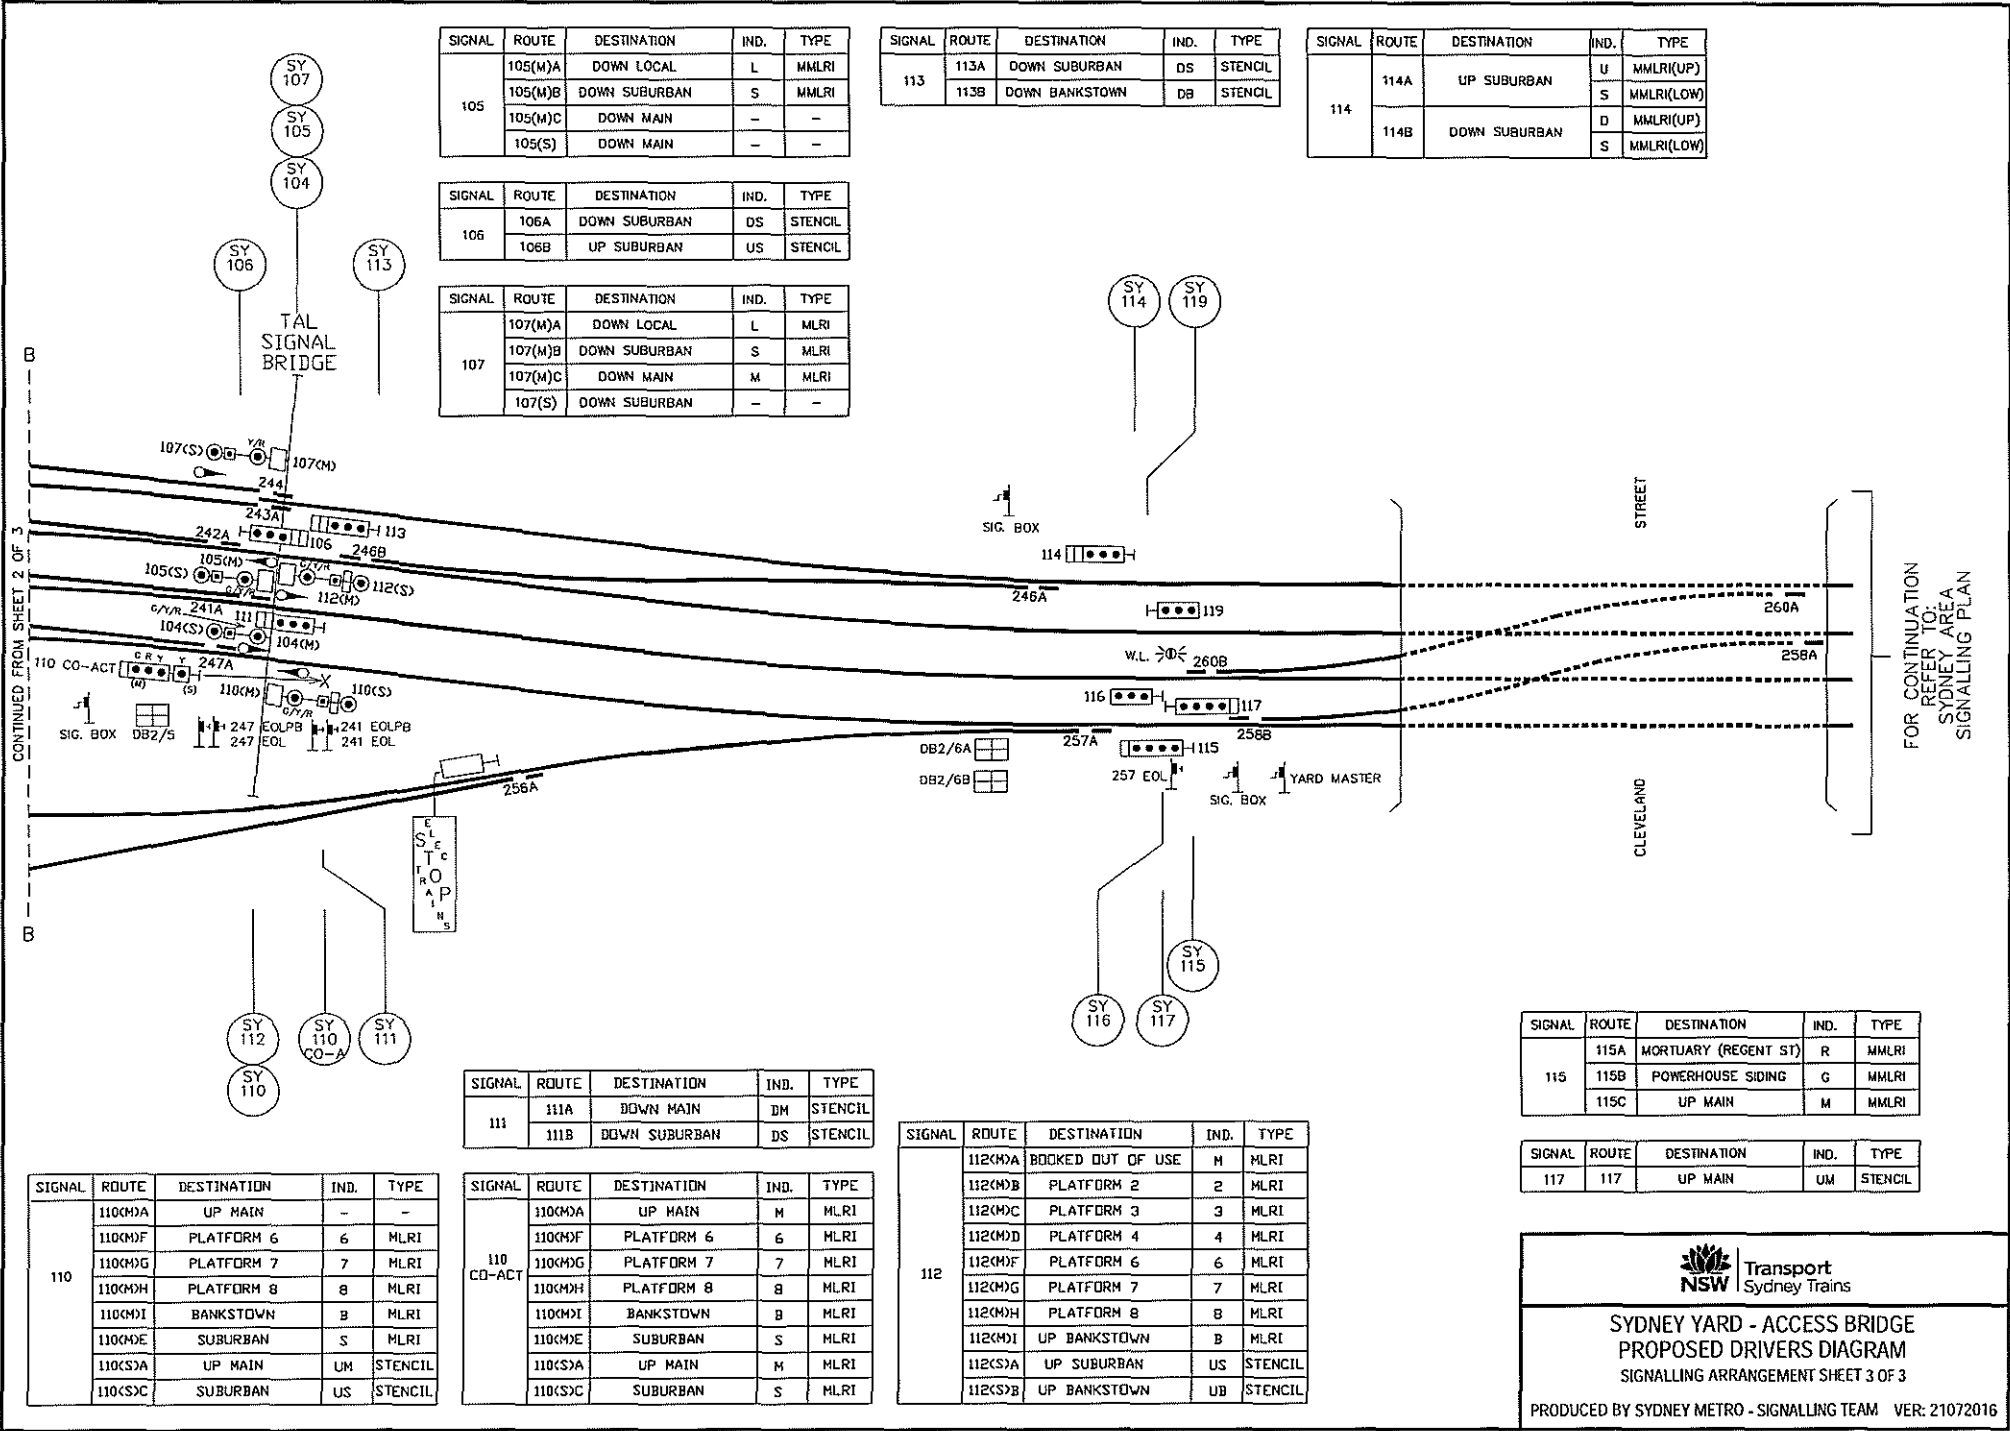 SIGNAL ROUTE DESTINATION IND. TYPE
105
105(M)A DOWN LOCAL L MMLRI
105(M)B DOWN SUBURBAN S MMLRI
105(M)C DOWN MAIN – –
105(S) DOWN MAIN – –
SIGNAL ROUTE DESTINATION IND. TYPE
113
113A DOWN SUBURBAN DS STENCIL
113B DOWN BANKSTOWN DB STENCIL
SIGNAL ROUTE DESTINATION IND. TYPE
114
114A UP SUBURBAN U MMLRI(UP)
S MMLRI(LOW)
114B DOWN SUBURBAN D MMLRI(UP)
S MMLRI(LOW)
SIGNAL ROUTE DESTINATION IND. TYPE
106
106A DOWN SUBURBAN DS STENCIL
106B UP SUBURBAN US STENCIL
SIGNAL ROUTE DESTINATION IND. TYPE
107
107(M)A DOWN LOCAL L MLRI
107(M)B DOWN SUBURBAN S MLRI
107(M)C DOWN MAIN M MLRI
107(S) DOWN SUBURBAN – –
SY 107
SY 105
SY 104
SY 106
SY 113
SY 114
SY 119
TAL
SIGNAL
BRIDGE
B
CONTINUED FROM SHEET 2 OF 3
B
107(S)
Y/R
107(M)
244
243A
113
242A
106
246B
105(M)
105(S)
G/Y/R
G/Y/R
112(S)
112(M)
G/Y/R
241A
111
104(S)
104(M)
110 CO-ACT
G R Y
Y
(M)
(S)
247A
X
110(M)
110(S)
G/Y/R
SIG. BOX
DB2/5
247 EOLPB
247 EOL
241 EOLPB
241 EOL
256A
ELEC
TRAINS
STOP
SIG. BOX
114
246A
119
W.L.
260B
116
117
258B
257A
115
DB2/6A
DB2/6B
257 EOL
SIG. BOX
YARD MASTER
STREET
CLEVELAND
260A
258A
FOR CONTINUATION
REFER TO:
SYDNEY AREA
SIGNALLING PLAN
SY 112
SY 110
SY 110 CO-A
SY 111
SY 116
SY 117
SY 115
SIGNAL ROUTE DESTINATION IND. TYPE
111
111A DOWN MAIN DM STENCIL
111B DOWN SUBURBAN DS STENCIL
SIGNAL ROUTE DESTINATION IND. TYPE
110
110(M)A UP MAIN – –
110(M)F PLATFORM 6 6 MLRI
110(M)G PLATFORM 7 7 MLRI
110(M)H PLATFORM 8 8 MLRI
110(M)I BANKSTOWN B MLRI
110(M)E SUBURBAN S MLRI
110(S)A UP MAIN UM STENCIL
110(S)C SUBURBAN US STENCIL
SIGNAL ROUTE DESTINATION IND. TYPE
110 CO-ACT
110(M)A UP MAIN M MLRI
110(M)F PLATFORM 6 6 MLRI
110(M)G PLATFORM 7 7 MLRI
110(M)H PLATFORM 8 8 MLRI
110(M)I BANKSTOWN B MLRI
110(M)E SUBURBAN S MLRI
110(S)A UP MAIN M MLRI
110(S)C SUBURBAN S MLRI
SIGNAL ROUTE DESTINATION IND. TYPE
112
112(M)A BOOKED OUT OF USE M MLRI
112(M)B PLATFORM 2 2 MLRI
112(M)C PLATFORM 3 3 MLRI
112(M)D PLATFORM 4 4 MLRI
112(M)F PLATFORM 6 6 MLRI
112(M)G PLATFORM 7 7 MLRI
112(M)H PLATFORM 8 8 MLRI
112(M)I UP BANKSTOWN B MLRI
112(S)A UP SUBURBAN US STENCIL
112(S)B UP BANKSTOWN UB STENCIL
SIGNAL ROUTE DESTINATION IND. TYPE
115
115A MORTUARY (REGENT ST) R MMLRI
115B POWERHOUSE SIDING G MMLRI
115C UP MAIN M MMLRI
SIGNAL ROUTE DESTINATION IND. TYPE
117 117 UP MAIN UM STENCIL
NSW
Transport
Sydney Trains
SYDNEY YARD - ACCESS BRIDGE
PROPOSED DRIVERS DIAGRAM
SIGNALLING ARRANGEMENT SHEET 3 OF 3
PRODUCED BY SYDNEY METRO - SIGNALLING TEAM VER: 21072016